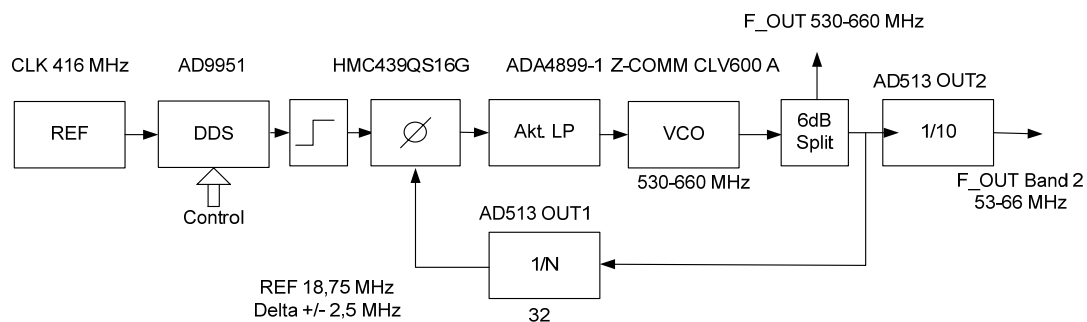 F_OUT 530-660 MHz
CLK 416 MHz
AD9951
HMC439QS16G
ADA4899-1
Z-COMM CLV600 A
AD513 OUT2
REF
DDS
Akt. LP
VCO
6dB
Split
1/10
530-660 MHz
Control
F_OUT Band 2
53-66 MHz
AD513 OUT1
1/N
REF 18,75 MHz
Delta +/- 2,5 MHz
32